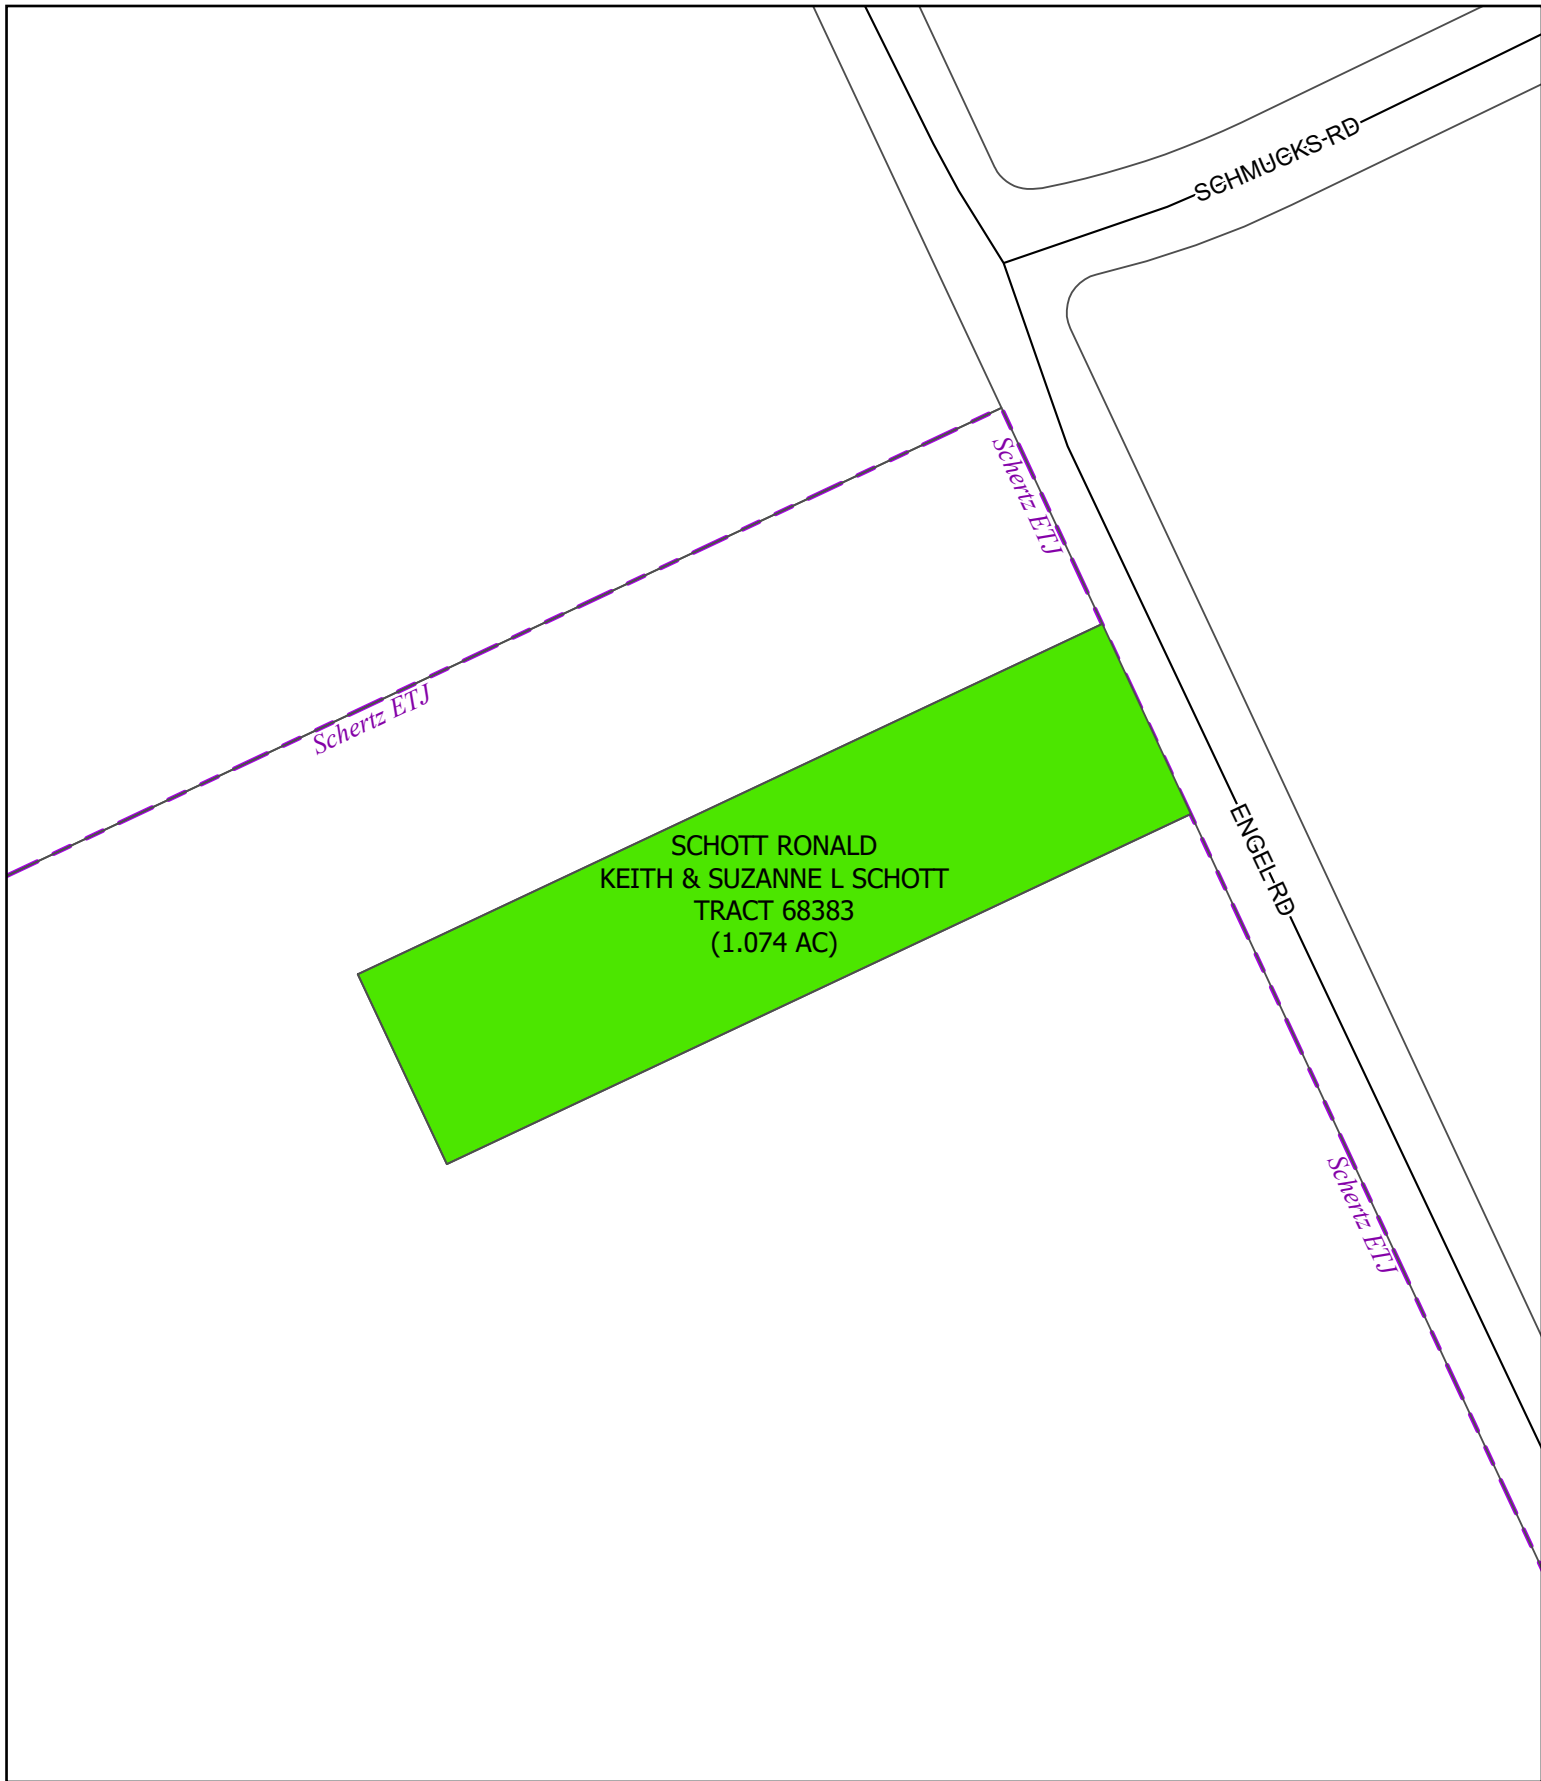 SCHMUCKS RD
Schertz ETJ
Schertz ETJ
SCHOTT RONALD
KEITH & SUZANNE L SCHOTT
TRACT 68383
(1.074 AC)
ENGEL RD
Schertz ETJ